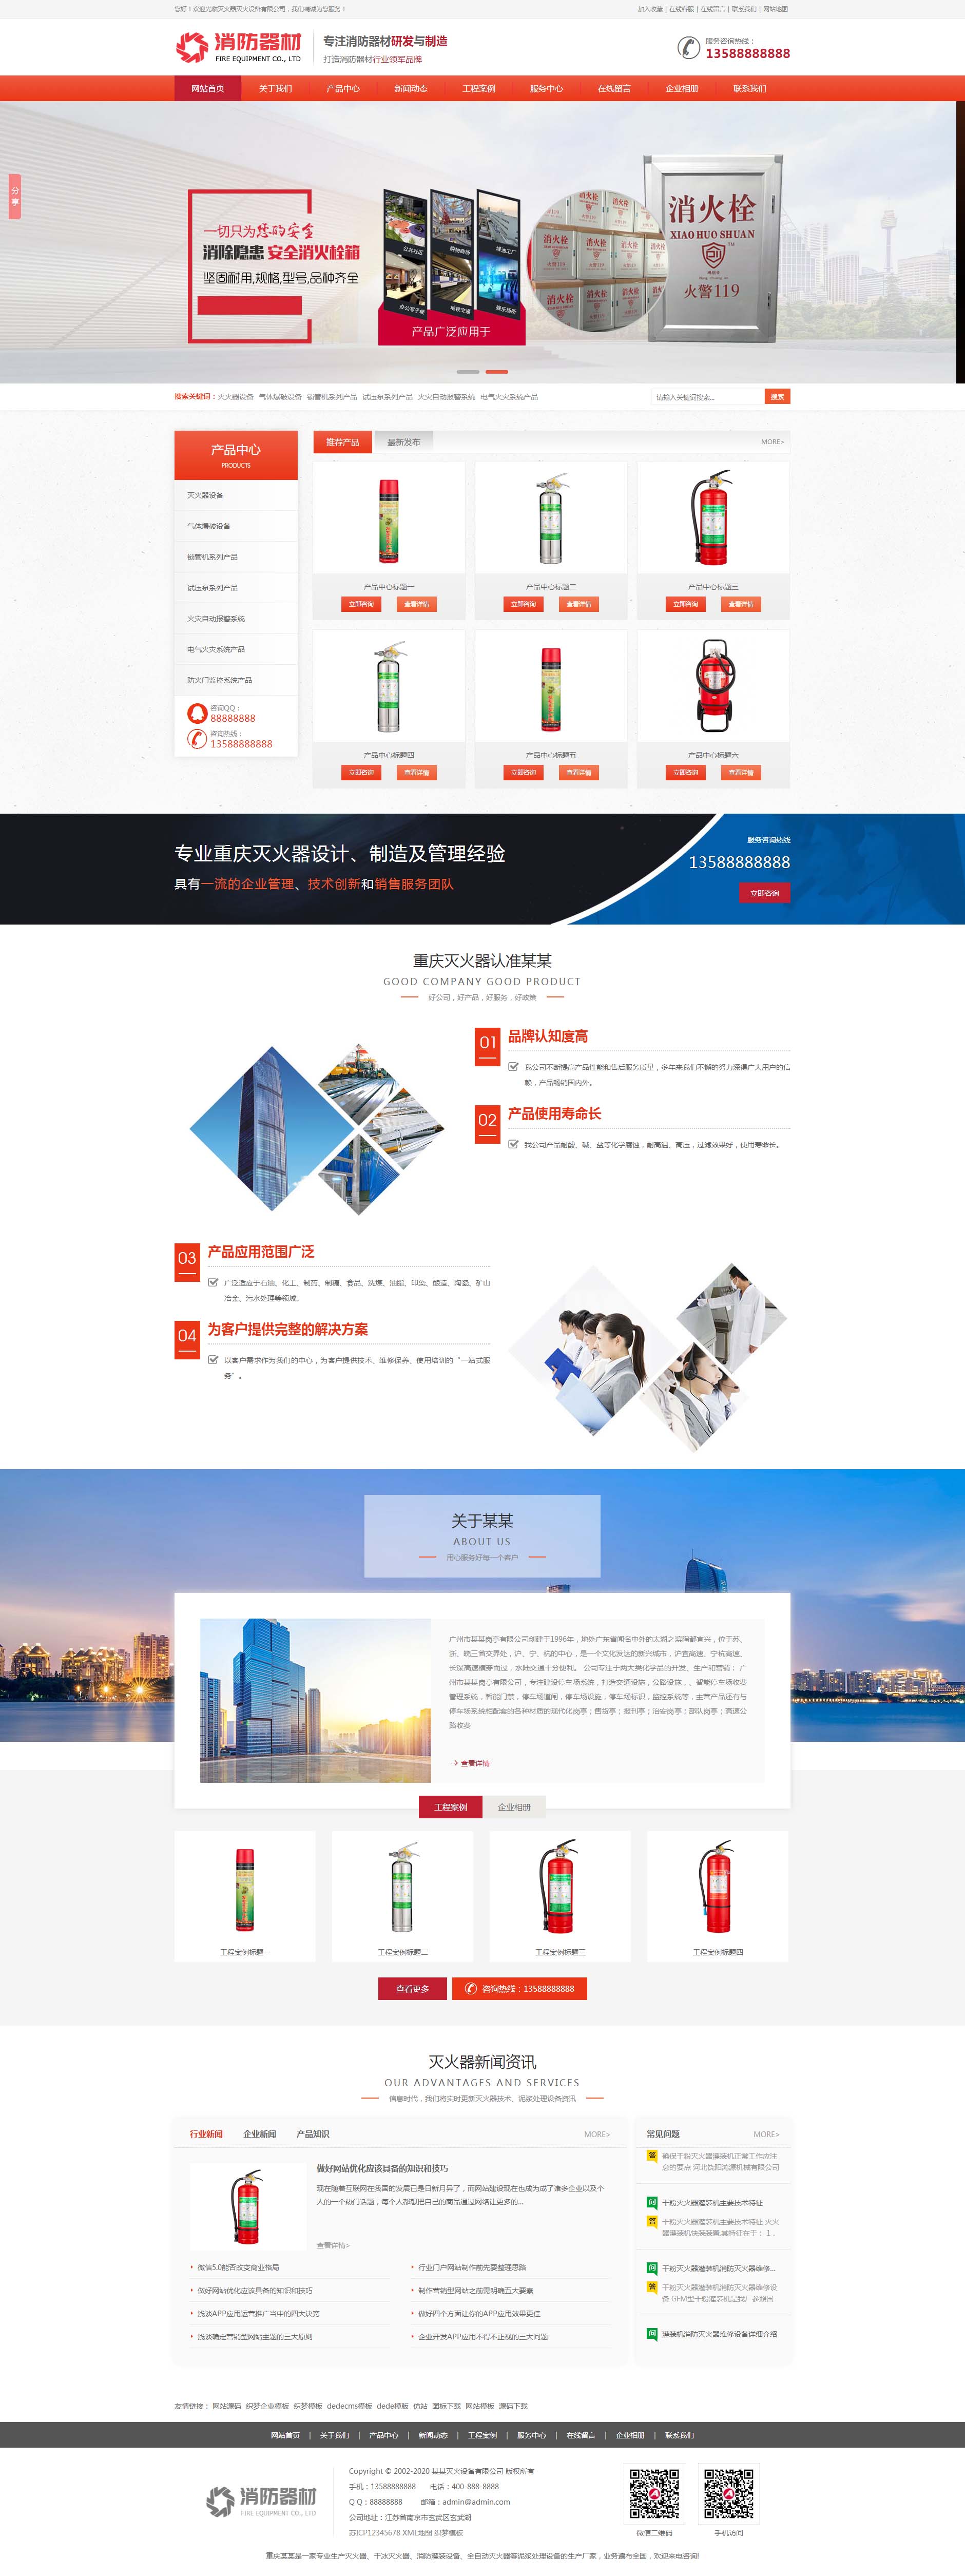 您好！欢迎光临灭火器灭火设备有限公司，我们竭诚为您服务！
加入收藏 | 在线客服 | 在线留言 | 联系我们 | 网站地图
消防器材
FIRE EQUIPMENT CO., LTD
专注消防器材研发与制造
打造消防器材行业领军品牌
服务咨询热线：
13588888888
网站首页 关于我们 产品中心 新闻动态 工程案例 服务中心 在线留言 企业相册 联系我们
分享
一切只为您的安全
消除隐患 安全消火栓箱
坚固耐用,规格,型号,品种齐全
公共社区 购物商场 煤油工厂
办公写字楼 地铁交通 娱乐场所
产品广泛应用于
消火栓
XIAO HUO SHUAN
火警119
搜索关键词：灭火器设备 气体爆破设备 锁管机系列产品 试压泵系列产品 火灾自动报警系统 电气火灾系统产品
请输入关键词搜索...
搜索
产品中心
PRODUCTS
灭火器设备
气体爆破设备
锁管机系列产品
试压泵系列产品
火灾自动报警系统
电气火灾系统产品
防火门监控系统产品
咨询QQ：
88888888
咨询热线：
13588888888
推荐产品 最新发布 MORE>
产品中心标题一 产品中心标题二 产品中心标题三
立即咨询 查看详情 立即咨询 查看详情 立即咨询 查看详情
产品中心标题四 产品中心标题五 产品中心标题六
立即咨询 查看详情 立即咨询 查看详情 立即咨询 查看详情
专业重庆灭火器设计、制造及管理经验
具有一流的企业管理、技术创新和销售服务团队
服务咨询热线
13588888888
立即咨询
重庆灭火器认准某某
GOOD COMPANY GOOD PRODUCT
好公司，好产品，好服务，好政策
01 品牌认知度高
我公司不断提高产品性能和售后服务质量，多年来我们不懈的努力深得广大用户的信
赖，产品畅销国内外。
02 产品使用寿命长
我公司产品耐酸、碱、盐等化学腐性，耐高温、高压，过滤效果好，使用寿命长。
03 产品应用范围广泛
广泛适应于石油、化工、制药、制糖、食品、洗煤、油脂、印染、酿造、陶瓷、矿山
冶金、污水处理等领域。
04 为客户提供完整的解决方案
以客户需求作为我们的中心，为客户提供技术、维修保养、使用培训的“一站式服
务”。
关于某某
ABOUT US
用心服务好每一个客户
广州市某某岗亭有限公司创建于1996年，地处广东省闻名中外的太湖之滨陶都宜兴，位于苏、
浙、皖三省交界处，沪、宁、杭的中心，是一个文化发达的新兴城市，沪宜高速、宁杭高速、
长深高速横穿而过，水陆交通十分便利。 公司专注于两大类化学品的开发、生产和营销： 广
州市某某岗亭有限公司，专注建设停车场系统，打造交通设施，公路设施，、智能停车场收费
管理系统，智能门禁，停车场道闸，停车场设施，停车场标识，监控系统等，主营产品还有与
停车场系统相配套的各种材质的现代化岗亭；售货亭；报刊亭；治安岗亭；部队岗亭；高速公
路收费
查看详情
工程案例 企业相册
工程案例标题一 工程案例标题二 工程案例标题三 工程案例标题四
查看更多 咨询热线：13588888888
灭火器新闻资讯
OUR ADVANTAGES AND SERVICES
信息时代，我们将实时更新灭火器技术、泥浆处理设备资讯
行业新闻 企业新闻 产品知识 MORE>
做好网站优化应该具备的知识和技巧
现在随着互联网在我国的发展已是日新月异了，而网站建设现在也成为成了诸多企业以及个
人的一个热门话题，每个人都想把自己的商品通过网络让更多的...
查看详情>
微信5.0能否改变商业格局 行业门户网站制作前先要整理思路
做好网站优化应该具备的知识和技巧 制作营销型网站之前需明确五大要素
浅谈APP应用运营推广当中的四大诀窍 做好四个方面让你的APP应用效果更佳
浅谈确定营销型网站主题的三大原则 企业开发APP应用不得不正视的三大问题
常见问题 MORE>
答 确保干粉灭火器灌装机正常工作应注
意的要点 河北饶阳鸿源机械有限公司
问 干粉灭火器灌装机主要技术特征
答 干粉灭火器灌装机主要技术特征 灭火
器灌装机快装装置,其特征在于： 1，
问 干粉灭火器灌装机消防灭火器维修...
答 干粉灭火器灌装机消防灭火器维修设
备 GFM型干粉灌装机是我厂参照国
问 灌装机消防灭火器维修设备详细介绍
友情链接： 网站源码 织梦企业模板 织梦模板 dedecms模板 dede模版 仿站 图标下载 网站模板 源码下载
网站首页 | 关于我们 | 产品中心 | 新闻动态 | 工程案例 | 服务中心 | 在线留言 | 企业相册 | 联系我们
消防器材
FIRE EQUIPMENT CO., LTD
Copyright © 2002-2020 某某灭火设备有限公司 版权所有
手机：13588888888 电话：400-888-8888
Q Q：88888888 邮箱：admin@admin.com
公司地址：江苏省南京市玄武区玄武湖
苏ICP12345678 XML地图 织梦模板
微信二维码 手机访问
重庆某某是一家专业生产灭火器、干冰灭火器、消防灌装设备、全自动灭火器等泥浆处理设备的生产厂家，业务遍布全国，欢迎来电咨询!